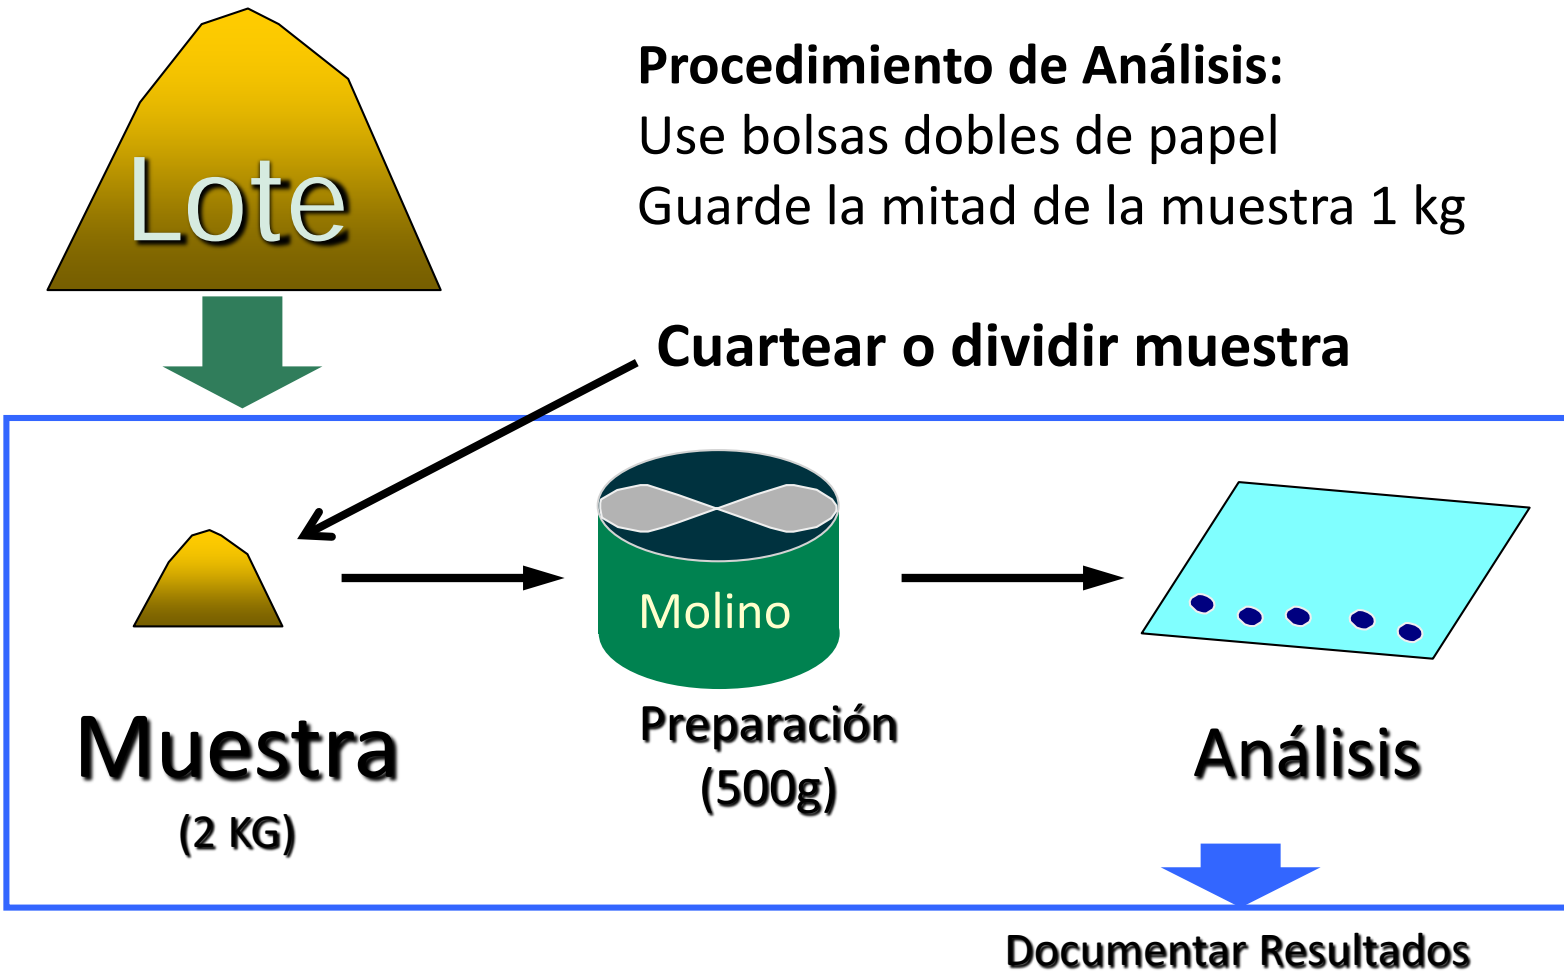 Procedimiento de Análisis:
Use bolsas dobles de papel
Guarde la mitad de la muestra 1 kg
Lote
Cuartear o dividir muestra
Molino
Muestra
(2 KG)
Preparación
(500g)
Análisis
Documentar Resultados